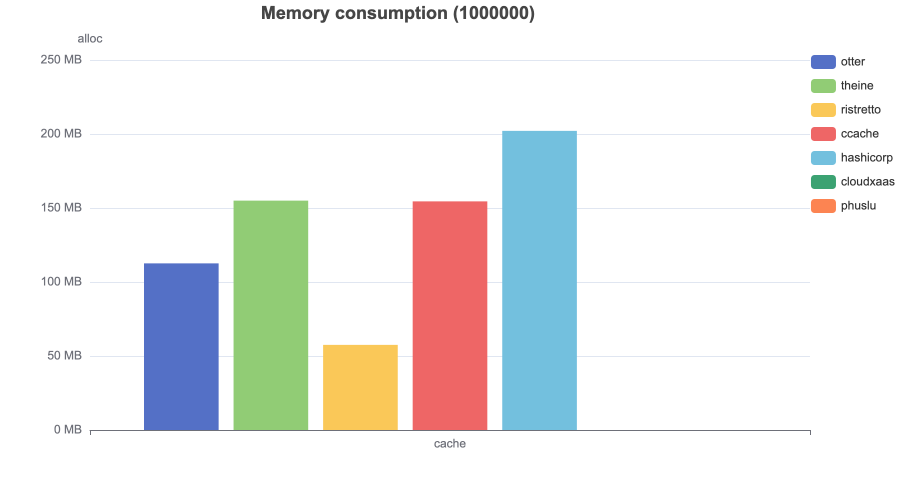 Memory consumption (1000000)
alloc
250 MB
200 MB
150 MB
100 MB
50 MB
0 MB
cache
otter
theine
ristretto
ccache
hashicorp
cloudxaas
phuslu